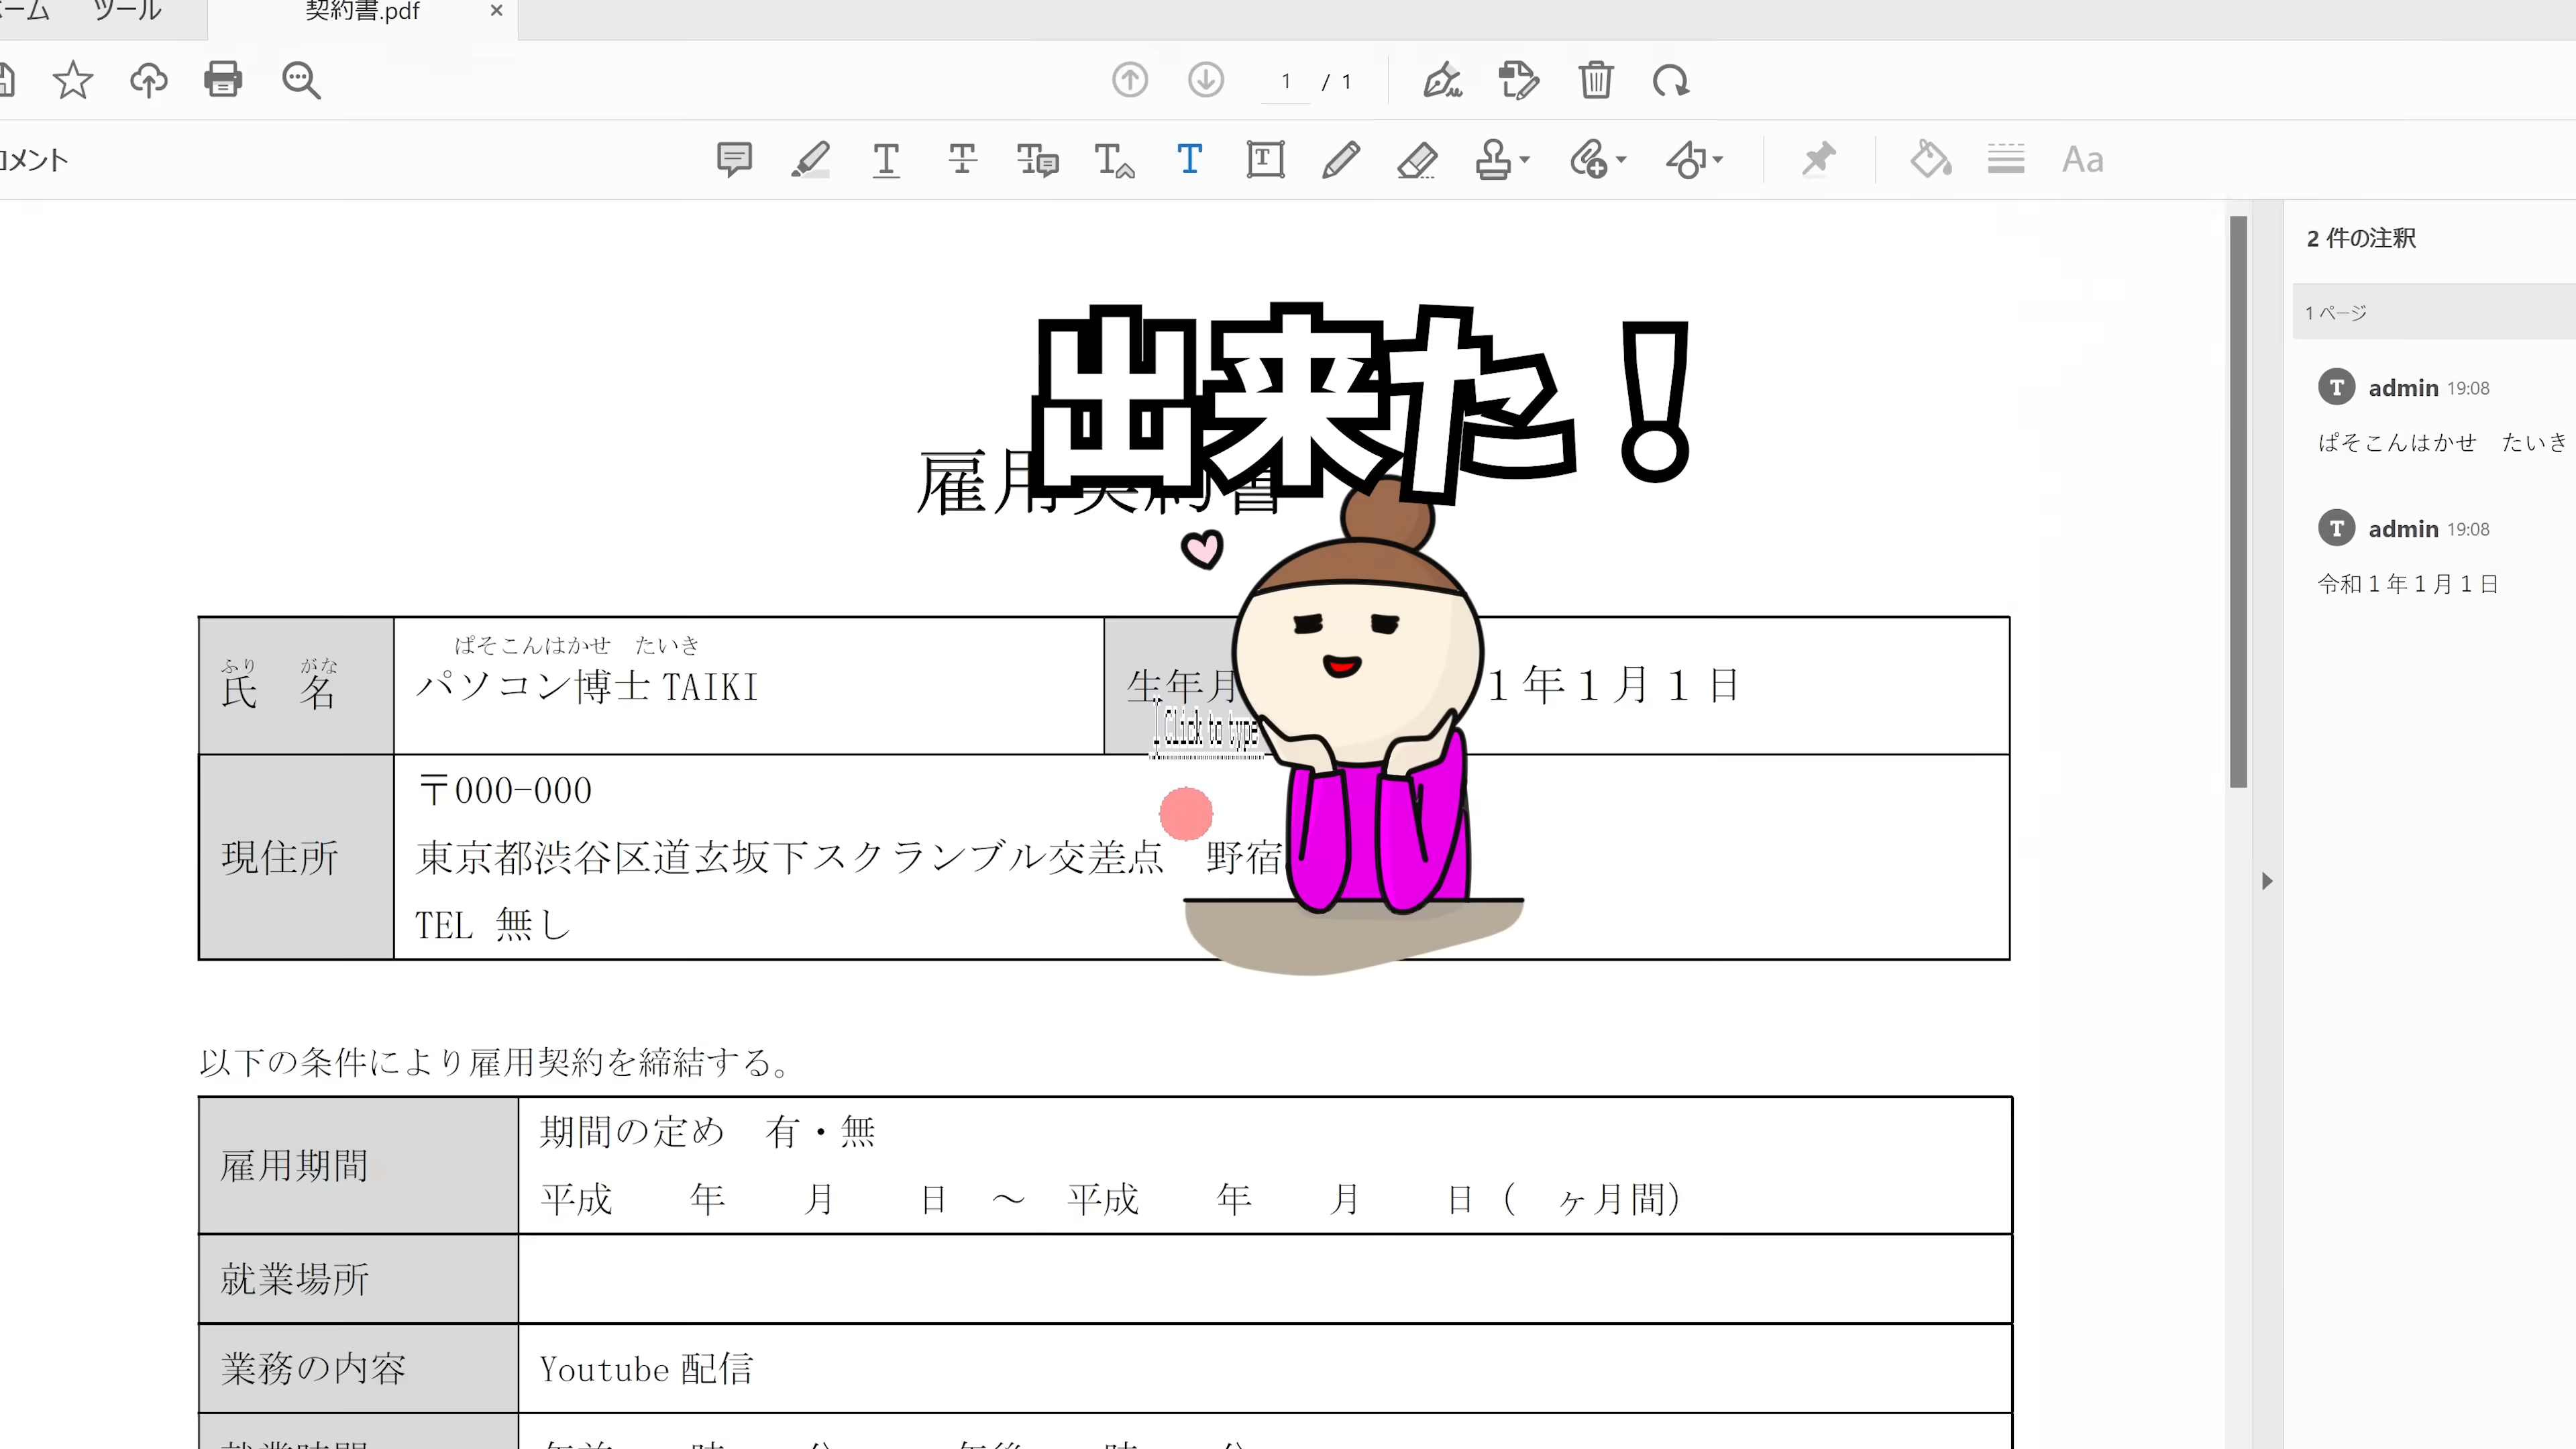 ホーム ツール 契約書.pdf
1 / 1
コメント
Aa
2 件の注釈
1 ページ
admin 19:08
ぱそこんはかせ たいき
admin 19:08
令和1年1月1日
出来た！
雇用契約書
ふり がな
氏 名
ぱそこんはかせ たいき
パソコン博士 TAIKI
生年月
1年1月1日
Click to type
現住所
〒000-000
東京都渋谷区道玄坂下スクランブル交差点 野宿
TEL 無し
以下の条件により雇用契約を締結する。
雇用期間
期間の定め 有・無
平成 年 月 日 ～ 平成 年 月 日（ ヶ月間）
就業場所
業務の内容
Youtube 配信